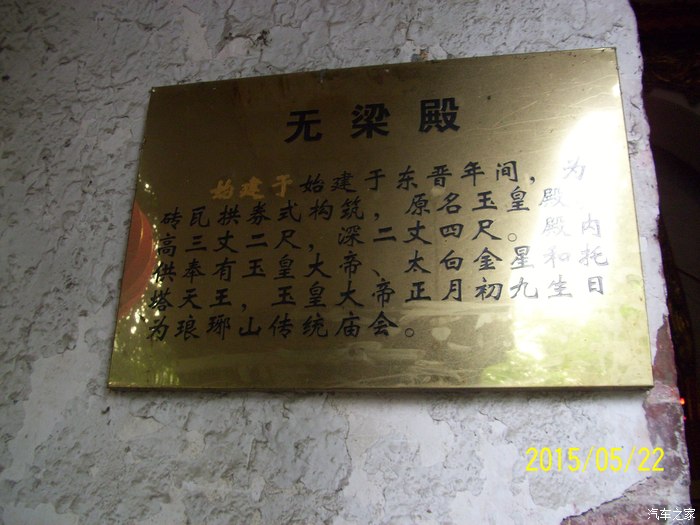 无梁殿
始建于始建于东晋年间，为
砖瓦拱券式构筑，原名玉皇殿，
高三丈二尺，深二丈四尺。殿内
供奉有玉皇大帝、太白金星和托
塔天王，玉皇大帝正月初九生日
为琅琊山传统庙会。
2015/05/22
汽车之家